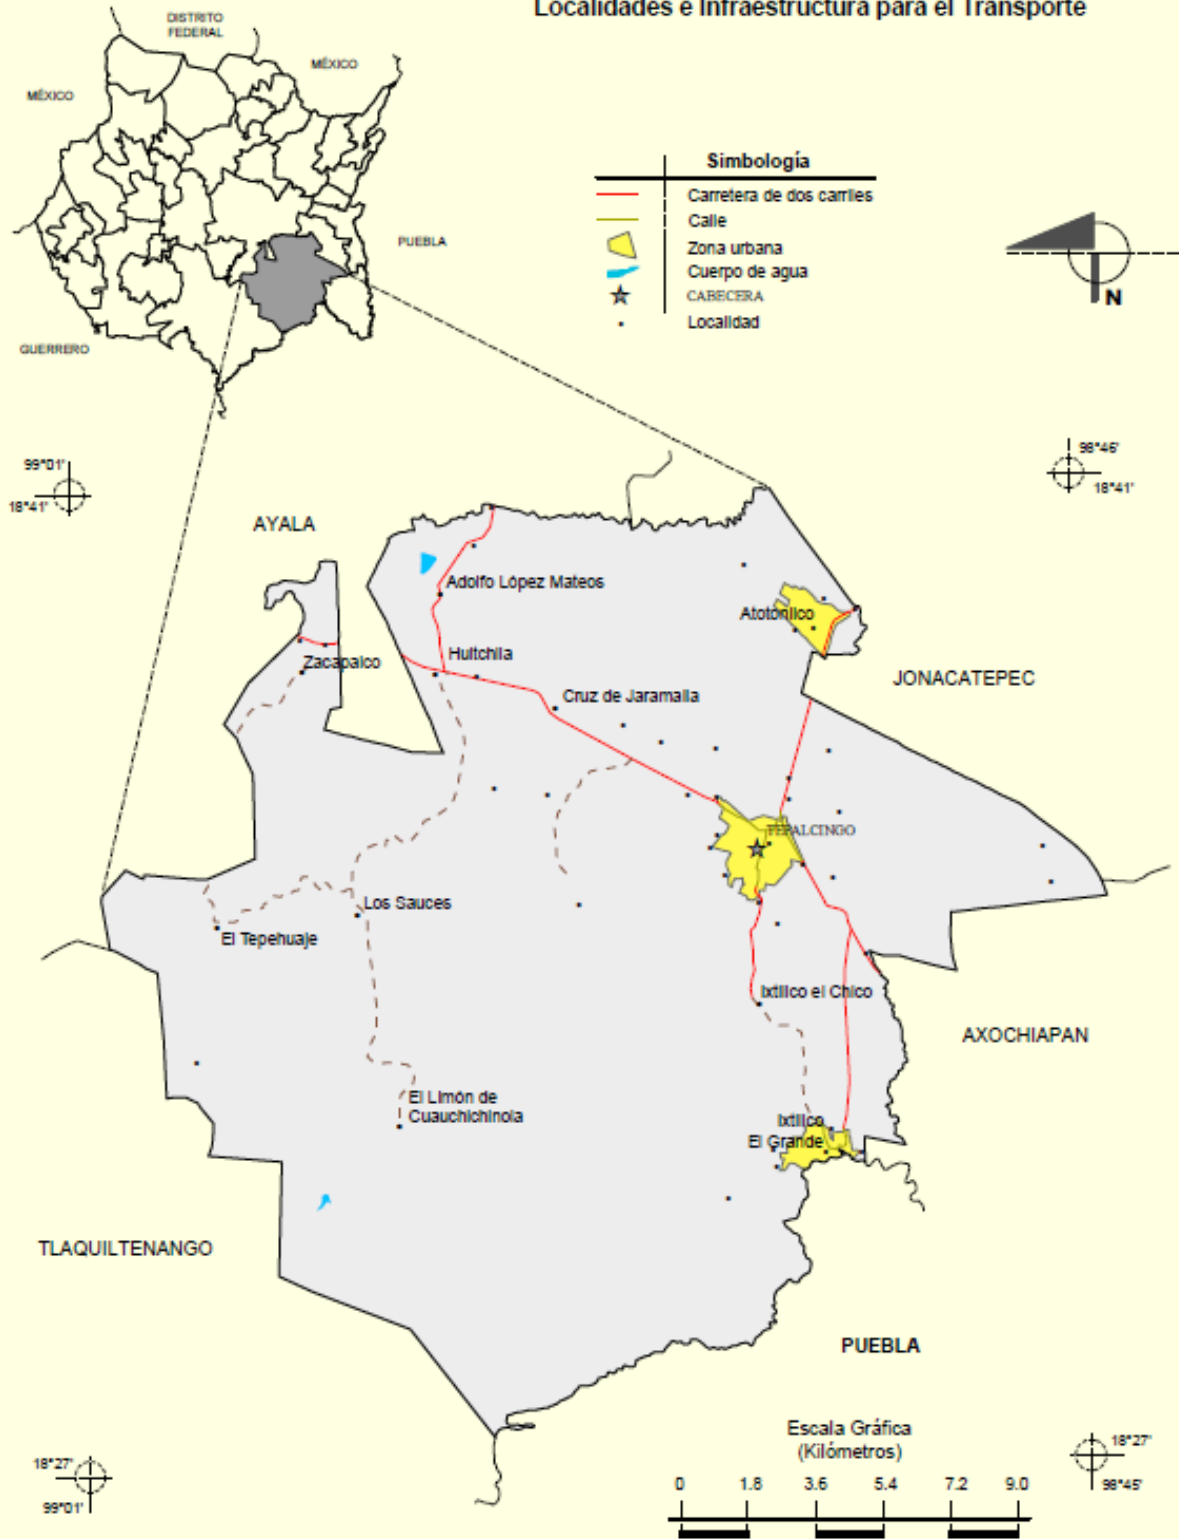 Localidades e Infraestructura para el Transporte
DISTRITO
FEDERAL
MÉXICO
MÉXICO
PUEBLA
GUERRERO
Simbología
Carretera de dos carriles
Calle
Zona urbana
Cuerpo de agua
CABECERA
Localidad
N
99°01'
18°41'
98°46'
18°41'
AYALA
Adolfo López Mateos
Atotonilco
Zacapalco
Huitchila
JONACATEPEC
Cruz de Jaramalla
TEPALCINGO
Los Sauces
El Tepehuaje
Ixtlilco el Chico
AXOCHIAPAN
El Limón de
Cuauchichinola
Ixtlilco
El Grande
TLAQUILTENANGO
PUEBLA
Escala Gráfica
(Kilómetros)
0 1.8 3.6 5.4 7.2 9.0
18°27'
99°01'
18°27'
98°45'